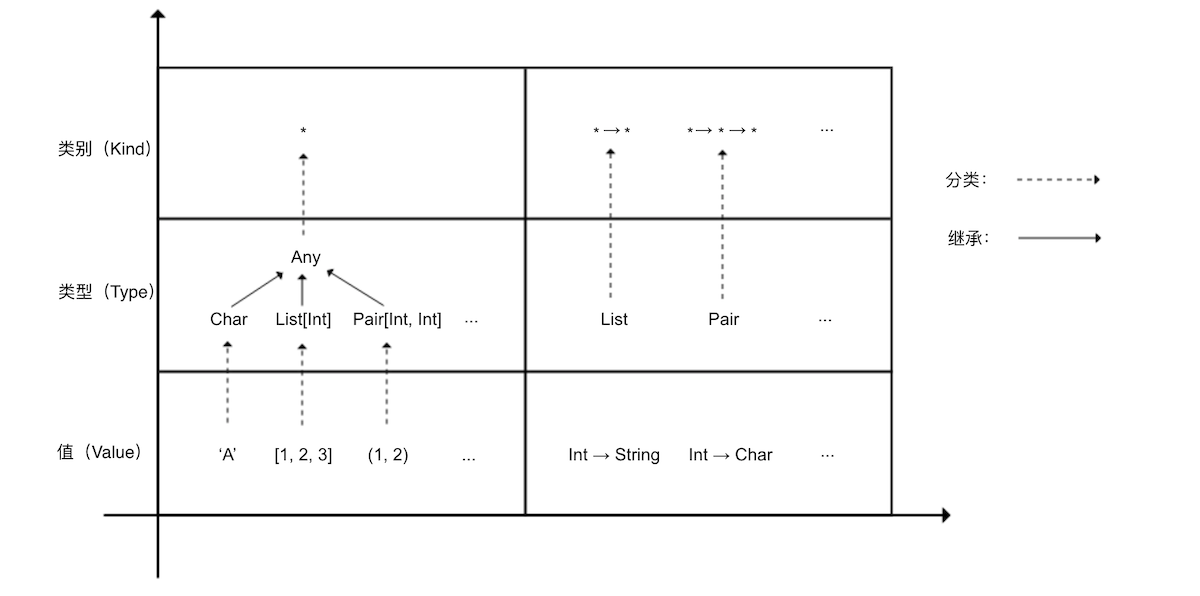 * * → * *→ * → * ...
类别（Kind）
分类：
继承：
Any
类型（Type）
Char List[Int] Pair[Int, Int] ... List Pair ...
值（Value） ‘A’ [1, 2, 3] (1, 2) ... Int → String Int → Char ...